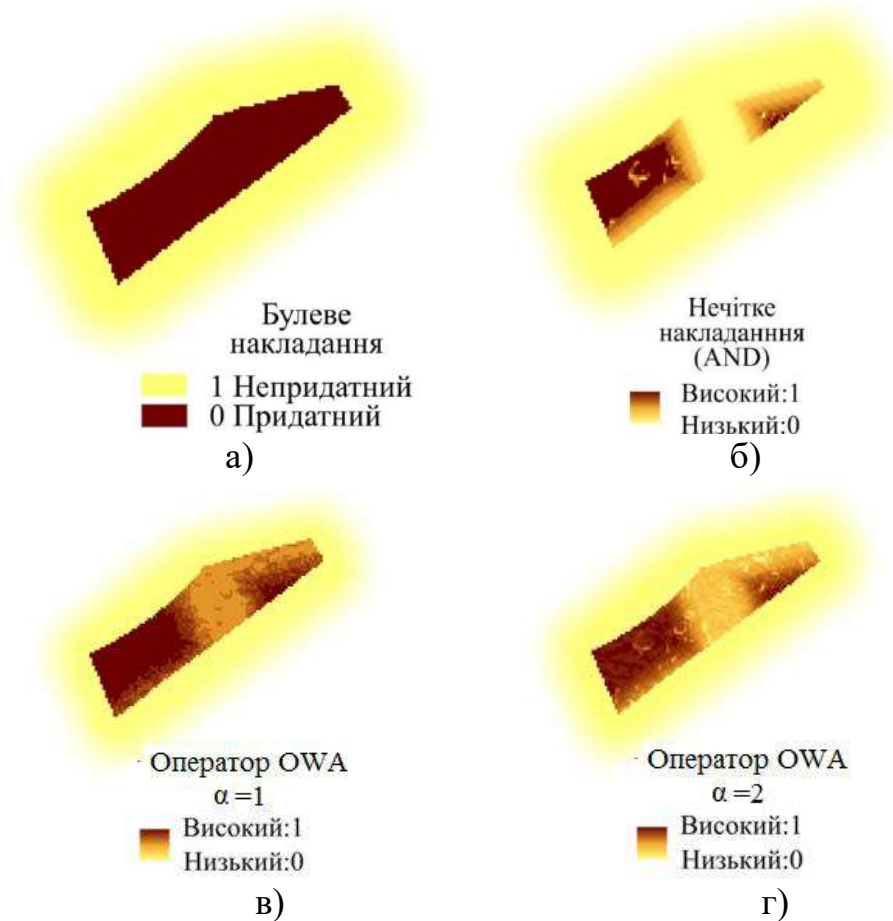 Булеве
накладання
1 Непридатний
0 Придатний
а)
Нечітке
накладанння
(AND)
Високий:1
Низький:0
б)
Оператор OWA
α =1
Високий:1
Низький:0
в)
Оператор OWA
α =2
Високий:1
Низький:0
г)